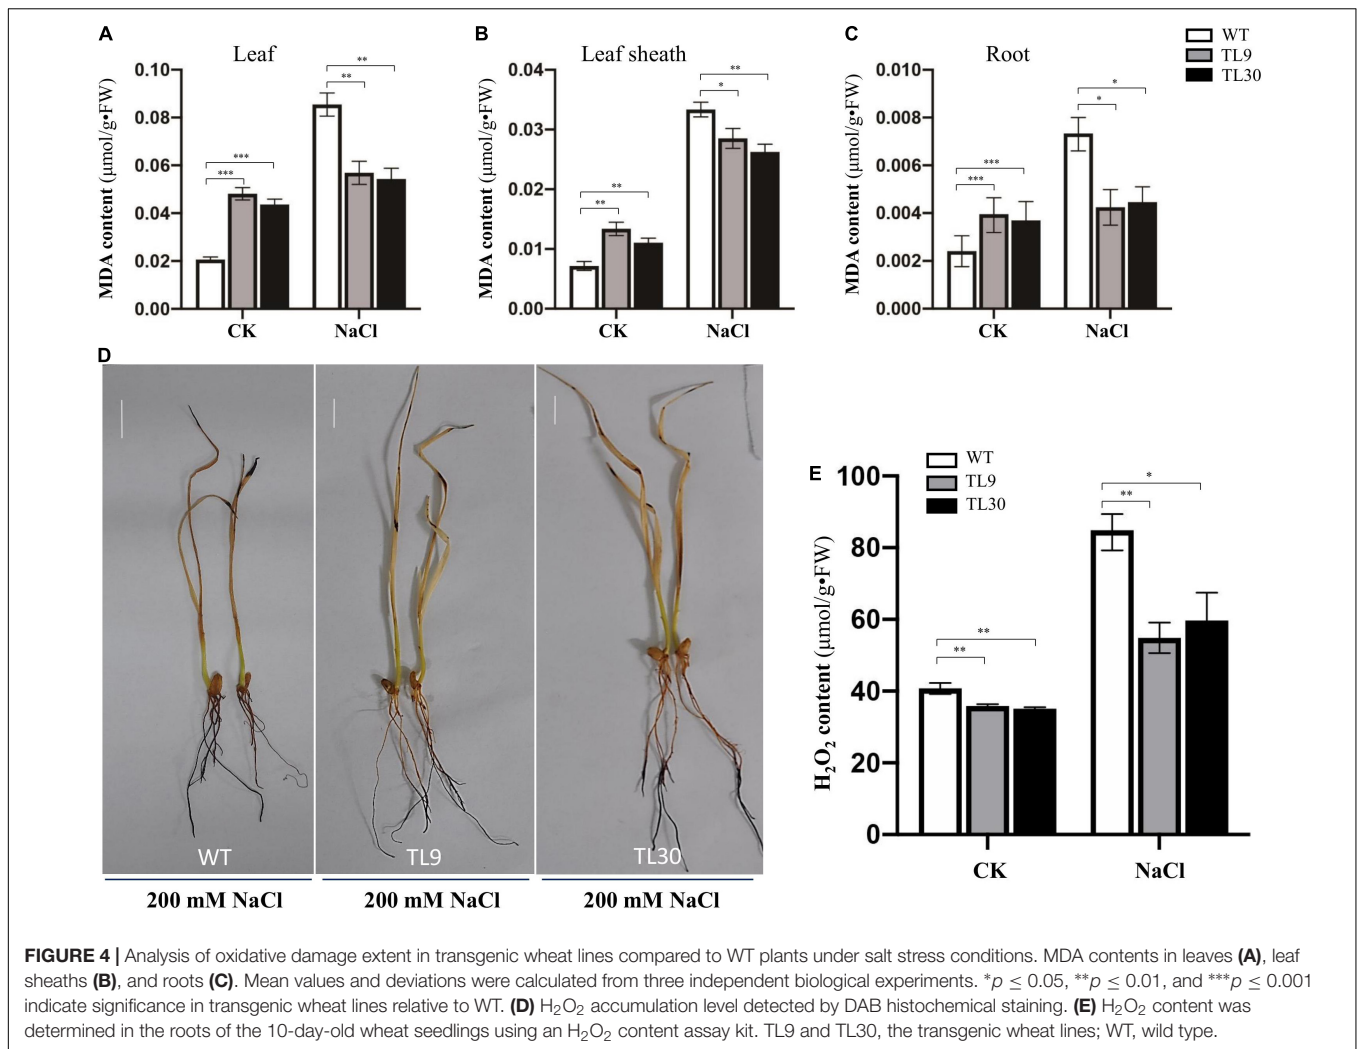 A
Leaf
MDA content (μmol/g•FW)
0.10
0.08
0.06
0.04
0.02
0.00
***
***
**
**
CK
NaCl
B
Leaf sheath
MDA content (μmol/g•FW)
0.04
0.03
0.02
0.01
0.00
**
**
**
*
CK
NaCl
C
Root
MDA content (μmol/g•FW)
0.010
0.008
0.006
0.004
0.002
0.000
***
***
*
*
CK
NaCl
WT
TL9
TL30
D
WT
TL9
TL30
200 mM NaCl
200 mM NaCl
200 mM NaCl
E
WT
TL9
TL30
H₂O₂ content (μmol/g•FW)
100
80
60
40
20
0
**
**
*
**
CK
NaCl
FIGURE 4 | Analysis of oxidative damage extent in transgenic wheat lines compared to WT plants under salt stress conditions. MDA contents in leaves (A), leaf
sheaths (B), and roots (C). Mean values and deviations were calculated from three independent biological experiments. *p ≤ 0.05, **p ≤ 0.01, and ***p ≤ 0.001
indicate significance in transgenic wheat lines relative to WT. (D) H₂O₂ accumulation level detected by DAB histochemical staining. (E) H₂O₂ content was
determined in the roots of the 10-day-old wheat seedlings using an H₂O₂ content assay kit. TL9 and TL30, the transgenic wheat lines; WT, wild type.